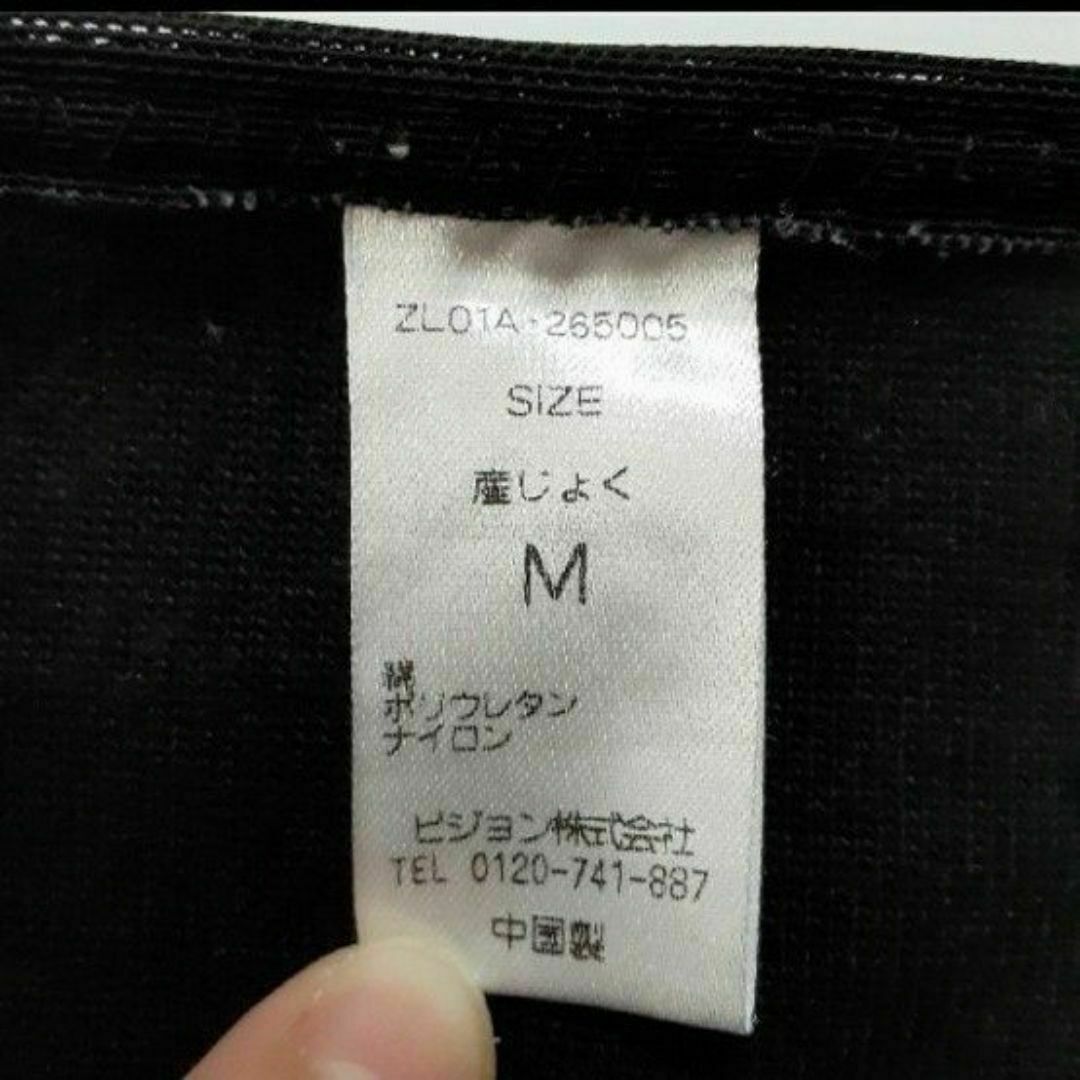 ZL01A-265005
SIZE
産じょく
M
綿
ポリウレタン
ナイロン
ピジョン株式会社
TEL 0120-741-887
中国製